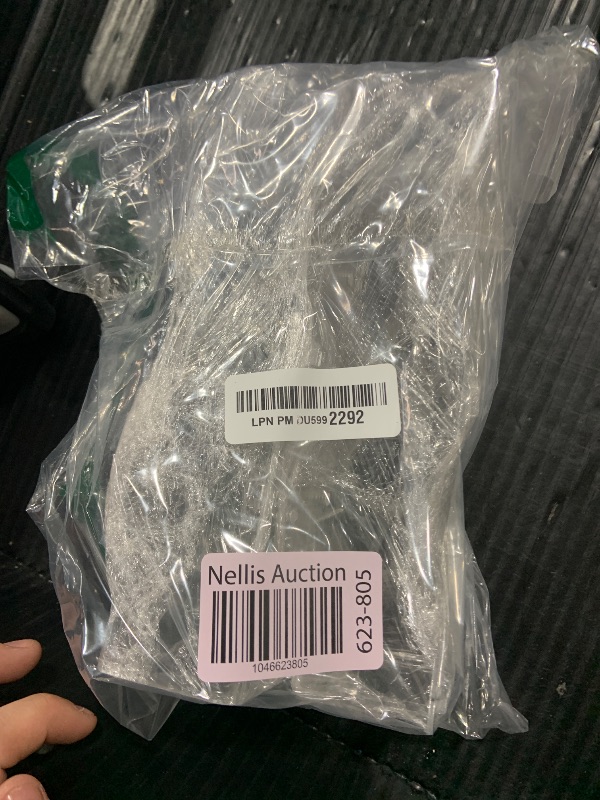 LPN PM DU599 2292
Nellis Auction
623-805
1046623805